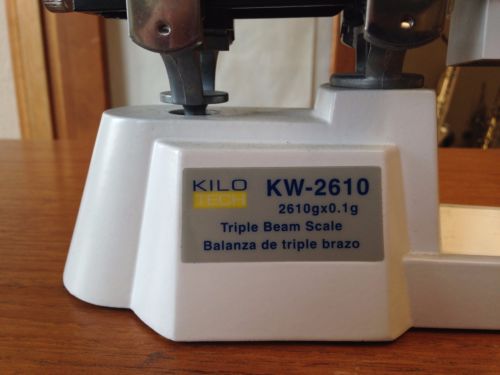 KILO
TECH
KW-2610
2610gx0.1g
Triple Beam Scale
Balanza de triple brazo